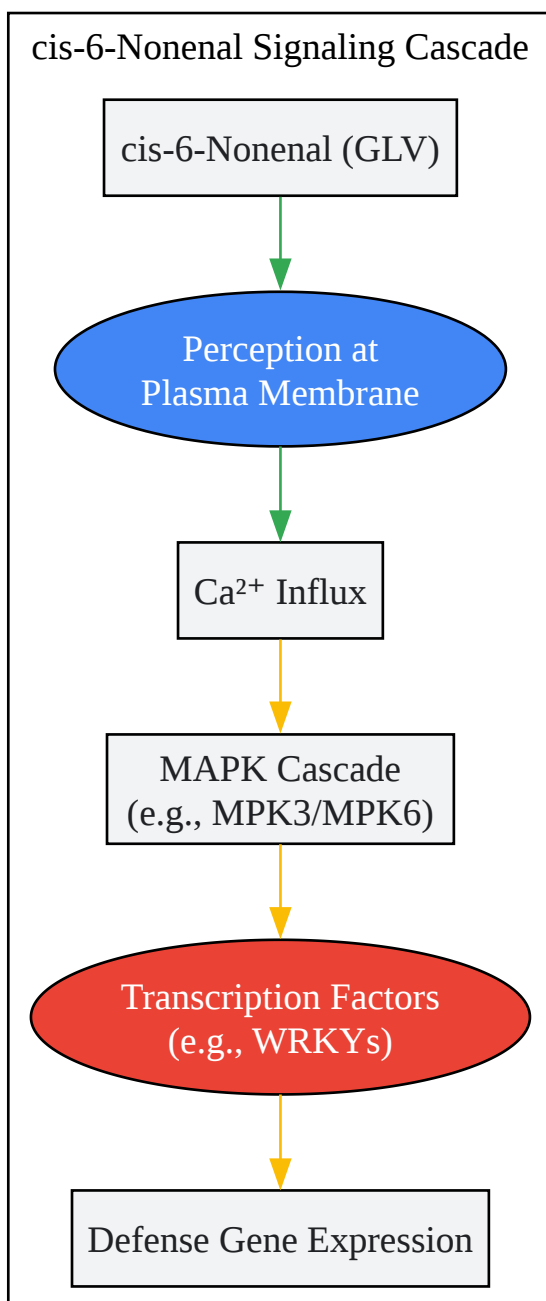 cis-6-Nonenal Signaling Cascade
cis-6-Nonenal (GLV)
Perception at
Plasma Membrane
Ca²⁺ Influx
MAPK Cascade
(e.g., MPK3/MPK6)
Transcription Factors
(e.g., WRKYs)
Defense Gene Expression